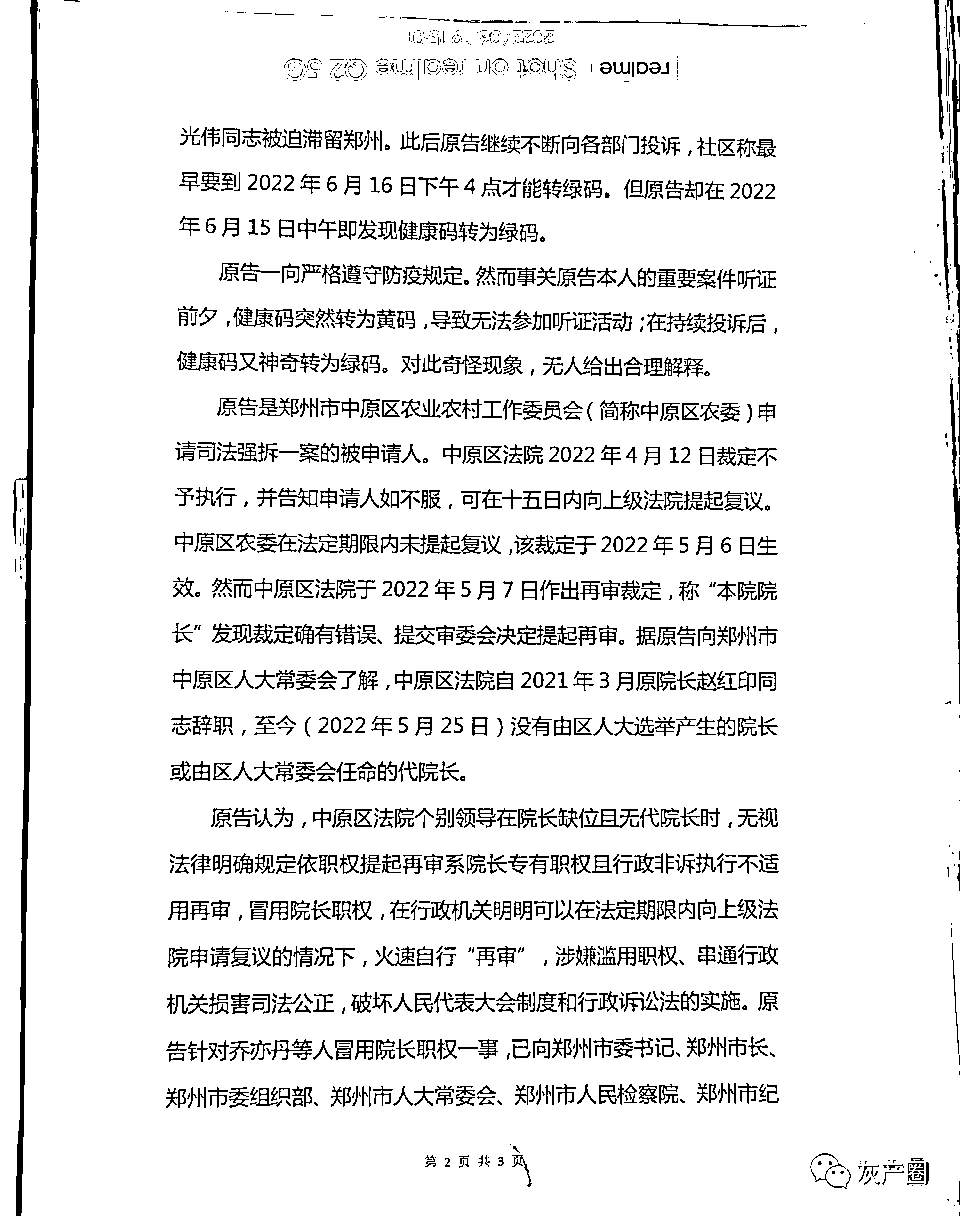 2022/06/19 15:01
realme · Shot on realme Q2 5G
光伟同志被迫滞留郑州。此后原告继续不断向各部门投诉，社区称最
早要到 2022 年 6 月 16 日下午 4 点才能转绿码。但原告却在 2022
年 6 月 15 日中午即发现健康码转为绿码。
原告一向严格遵守防疫规定。然而事关原告本人的重要案件听证
前夕，健康码突然转为黄码，导致无法参加听证活动；在持续投诉后，
健康码又神奇转为绿码。对此奇怪现象，无人给出合理解释。
原告是郑州市中原区农业农村工作委员会（简称中原区农委）申
请司法强拆一案的被申请人。中原区法院 2022 年 4 月 12 日裁定不
予执行，并告知申请人如不服，可在十五日内向上级法院提起复议。
中原区农委在法定期限内未提起复议，该裁定于 2022 年 5 月 6 日生
效。然而中原区法院于 2022 年 5 月 7 日作出再审裁定，称“本院院
长”发现裁定确有错误、提交审委会决定提起再审。据原告向郑州市
中原区人大常委会了解，中原区法院自 2021 年 3 月原院长赵红印同
志辞职，至今（2022 年 5 月 25 日）没有由区人大选举产生的院长
或由区人大常委会任命的代院长。
原告认为，中原区法院个别领导在院长缺位且无代院长时，无视
法律明确规定依职权提起再审系院长专有职权且行政非诉执行不适
用再审，冒用院长职权，在行政机关明明可以在法定期限内向上级法
院申请复议的情况下，火速自行“再审”，涉嫌滥用职权、串通行政
机关损害司法公正，破坏人民代表大会制度和行政诉讼法的实施。原
告针对乔亦丹等人冒用院长职权一事，已向郑州市委书记、郑州市长、
郑州市委组织部、郑州市人大常委会、郑州市人民检察院、郑州市纪
第 2 页 共 3 页
灰产圈